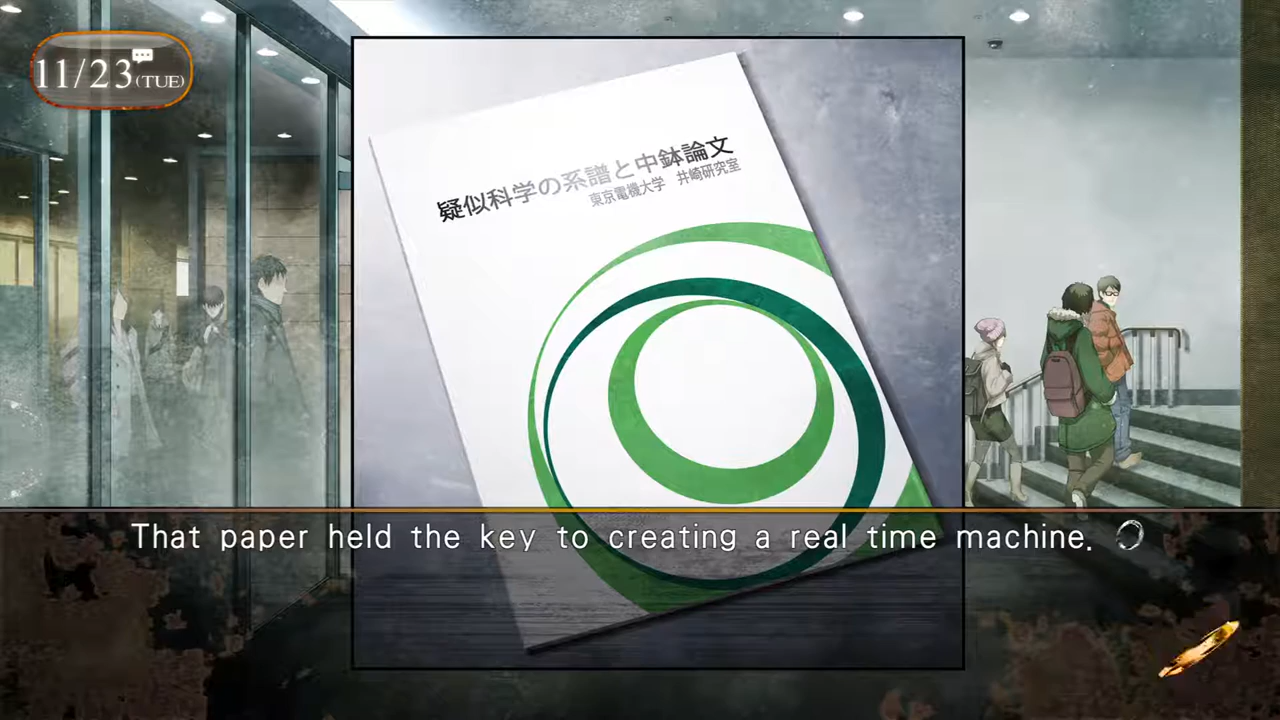 11/23(TUE)
疑似科学の系譜と中鉢論文
東京電機大学 井崎研究室
That paper held the key to creating a real time machine.